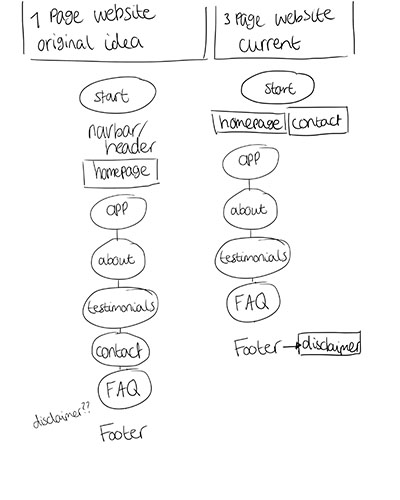 1 Page website
original idea
start
navbar/
header
homepage
app
about
testimonials
contact
FAQ
disclaimer??
Footer
3 Page website
current
start
homepage contact
app
about
testimonials
FAQ
Footer → disclaimer